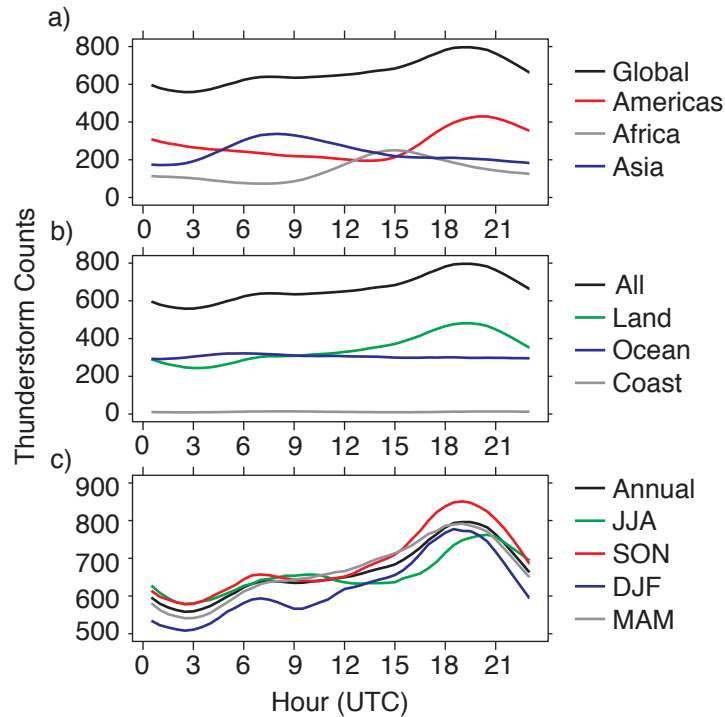 a)
800
600
400
200
0
0 3 6 9 12 15 18 21
Global
Americas
Africa
Asia
b)
800
600
400
200
0
0 3 6 9 12 15 18 21
All
Land
Ocean
Coast
Thunderstorm Counts
c)
900
800
700
600
500
0 3 6 9 12 15 18 21
Annual
JJA
SON
DJF
MAM
Hour (UTC)